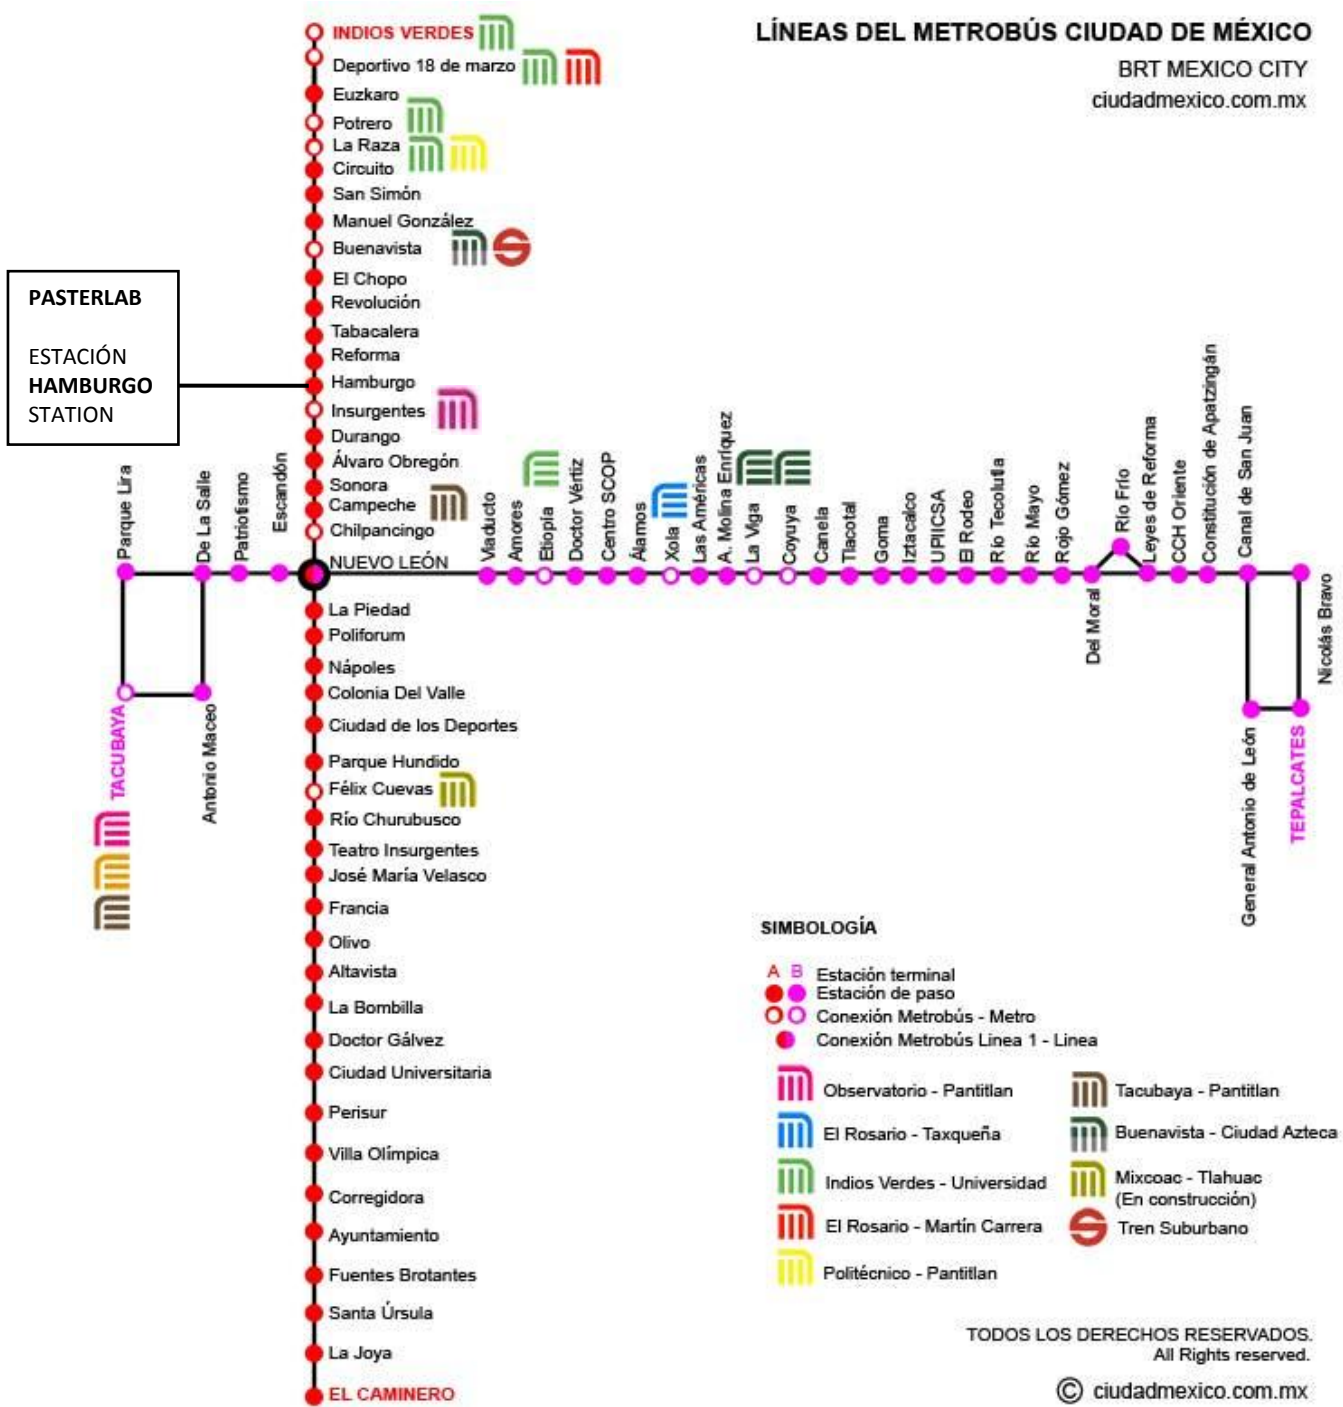 LÍNEAS DEL METROBÚS CIUDAD DE MÉXICO
BRT MEXICO CITY
ciudadmexico.com.mx
INDIOS VERDES
Deportivo 18 de marzo
Euzkaro
Potrero
La Raza
Circuito
San Simón
Manuel González
Buenavista
El Chopo
Revolución
Tabacalera
Reforma
Hamburgo
Insurgentes
Durango
Álvaro Obregón
Sonora
Campeche
Chilpancingo
NUEVO LEÓN
PASTERLAB
ESTACIÓN
HAMBURGO
STATION
Parque Lira
De La Salle
Patriotismo
Escandón
TACUBAYA
Antonio Maceo
Viaducto
Amores
Etiopía
Doctor Vértiz
Centro SCOP
Álamos
Xola
Las Américas
A. Molina Enríquez
La Viga
Coyuya
Canela
Tlacotal
Goma
Iztacalco
UPIICSA
El Rodeo
Río Tecolutla
Río Mayo
Rojo Gómez
Del Moral
Río Frío
Leyes de Reforma
CCH Oriente
Constitución de Apatzingán
Canal de San Juan
Nicolás Bravo
General Antonio de León
TEPALCATES
La Piedad
Poliforum
Nápoles
Colonia Del Valle
Ciudad de los Deportes
Parque Hundido
Félix Cuevas
Río Churubusco
Teatro Insurgentes
José María Velasco
Francia
Olivo
Altavista
La Bombilla
Doctor Gálvez
Ciudad Universitaria
Perisur
Villa Olímpica
Corregidora
Ayuntamiento
Fuentes Brotantes
Santa Úrsula
La Joya
EL CAMINERO
SIMBOLOGÍA
A B Estación terminal
Estación de paso
Conexión Metrobús - Metro
Conexión Metrobús Linea 1 - Linea
Observatorio - Pantitlan
El Rosario - Taxqueña
Indios Verdes - Universidad
El Rosario - Martín Carrera
Politécnico - Pantitlan
Tacubaya - Pantitlan
Buenavista - Ciudad Azteca
Mixcoac - Tlahuac
(En construcción)
Tren Suburbano
TODOS LOS DERECHOS RESERVADOS.
All Rights reserved.
© ciudadmexico.com.mx